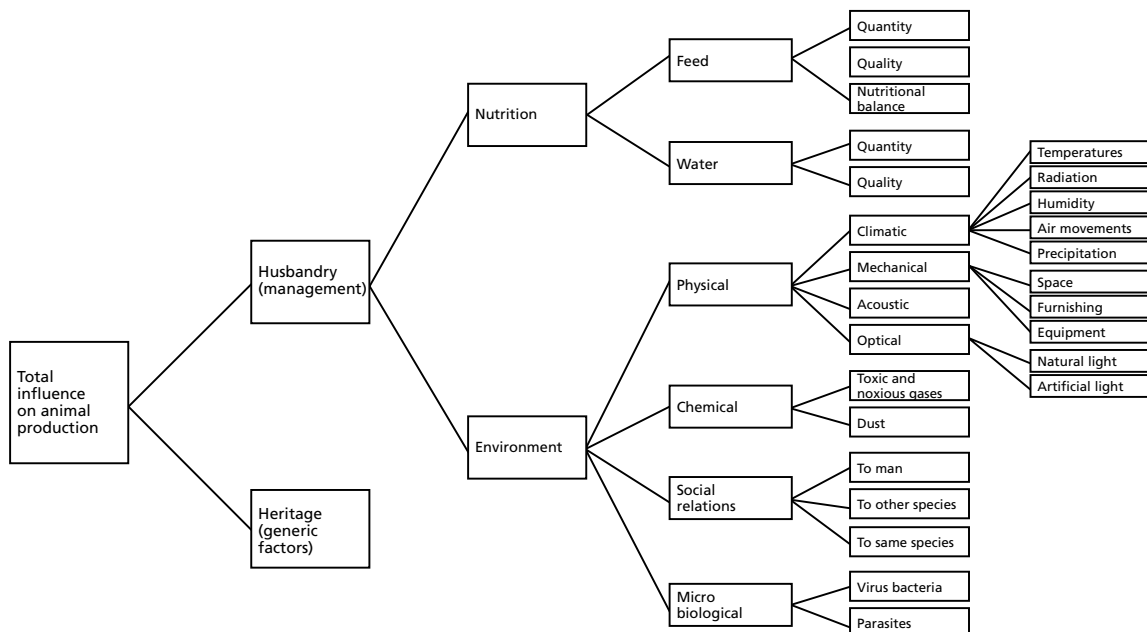 Total
influence
on animal
production
Husbandry
(management)
Heritage
(generic
factors)
Nutrition
Environment
Feed
Water
Physical
Chemical
Social
relations
Micro
biological
Quantity
Quality
Nutritional
balance
Quantity
Quality
Climatic
Mechanical
Acoustic
Optical
Toxic and
noxious gases
Dust
To man
To other species
To same species
Virus bacteria
Parasites
Temperatures
Radiation
Humidity
Air movements
Precipitation
Space
Furnishing
Equipment
Natural light
Artificial light